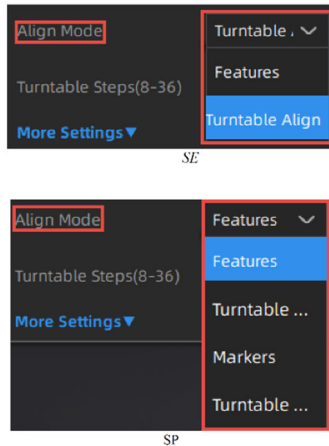 Align Mode
Turntable . 
Features
Turntable Steps(8-36)
Turntable Align
More Settings▼
SE
Align Mode
Features
Features
Turntable Steps(8-36)
Turntable ...
More Settings▼
Markers
Turntable ...
SP